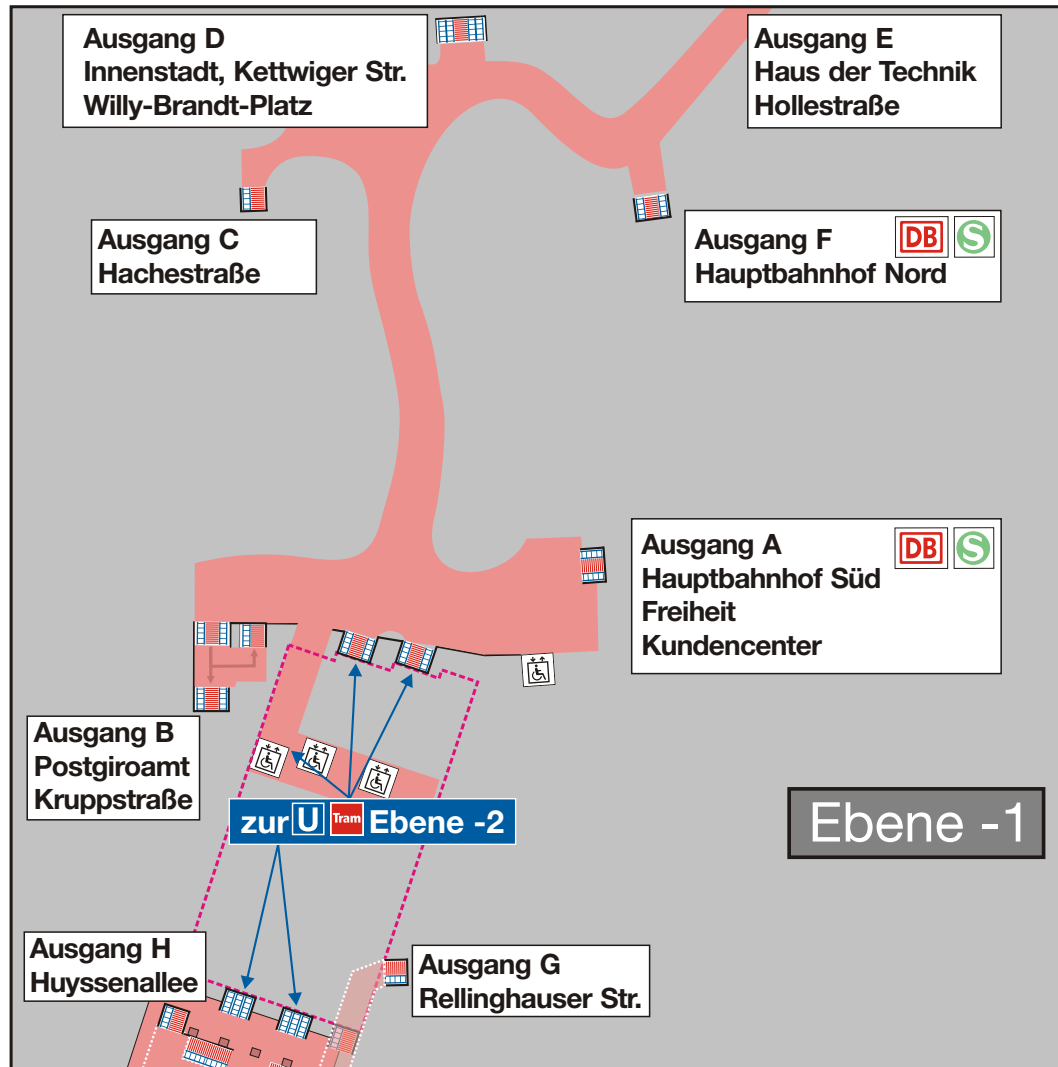 Ausgang D
Innenstadt, Kettwiger Str.
Willy-Brandt-Platz
Ausgang E
Haus der Technik
Hollestraße
Ausgang C
Hachestraße
Ausgang F DB S
Hauptbahnhof Nord
Ausgang A DB S
Hauptbahnhof Süd
Freiheit
Kundencenter
Ausgang B
Postgiroamt
Kruppstraße
zur U Tram Ebene -2
Ebene -1
Ausgang H
Huyssenallee
Ausgang G
Rellinghauser Str.